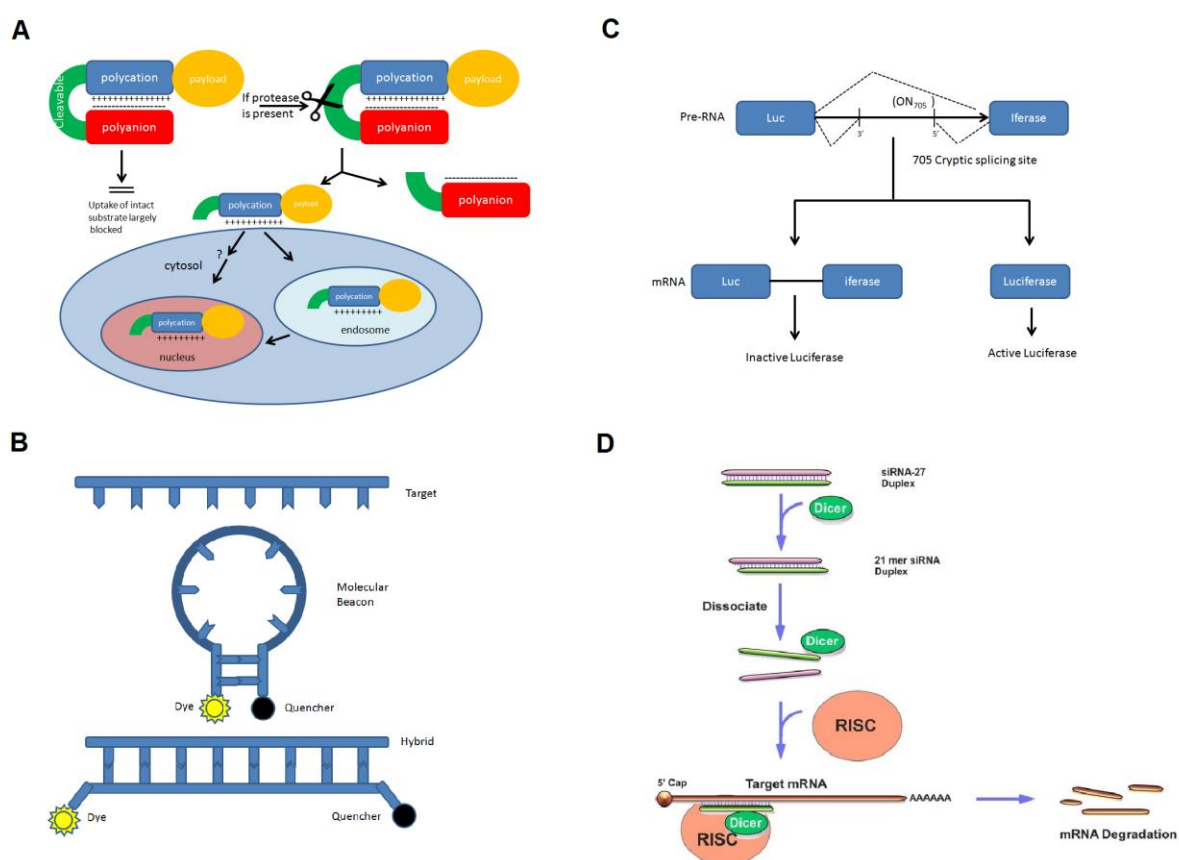 A
Cleavable
polycation
payload
+++++++++++
----------------
polyanion
If protease
is present
polycation
payload
+++++++++++
----------------
polyanion
Uptake of intact
substrate largely
blocked
polycation
payload
+++++++++++
----------------
polyanion
?
cytosol
polycation
+++++++++
nucleus
polycation
+++++++++
endosome
B
Target
Molecular
Beacon
Dye
Quencher
Hybrid
Dye
Quencher
C
Pre-RNA
Luc
(ON705 )
3'
5'
lferase
705 Cryptic splicing site
mRNA
Luc
iferase
Luciferase
Inactive Luciferase
Active Luciferase
D
siRNA-27
Duplex
Dicer
21 mer siRNA
Duplex
Dissociate
Dicer
RISC
5' Cap
Target mRNA
AAAAAA
RISC
Dicer
mRNA Degradation